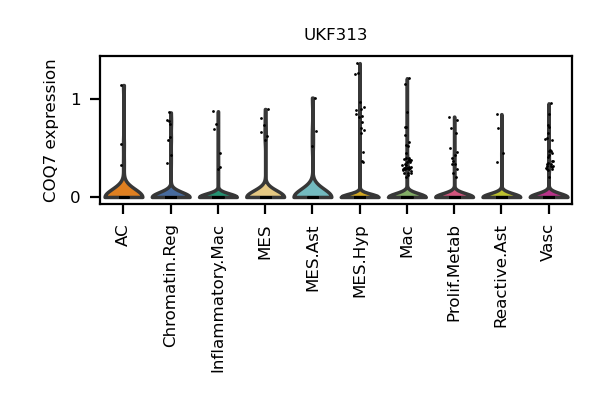 UKF313
COQ7 expression
1
0
AC
Chromatin.Reg
Inflammatory.Mac
MES
MES.Ast
MES.Hyp
Mac
Prolif.Metab
Reactive.Ast
Vasc